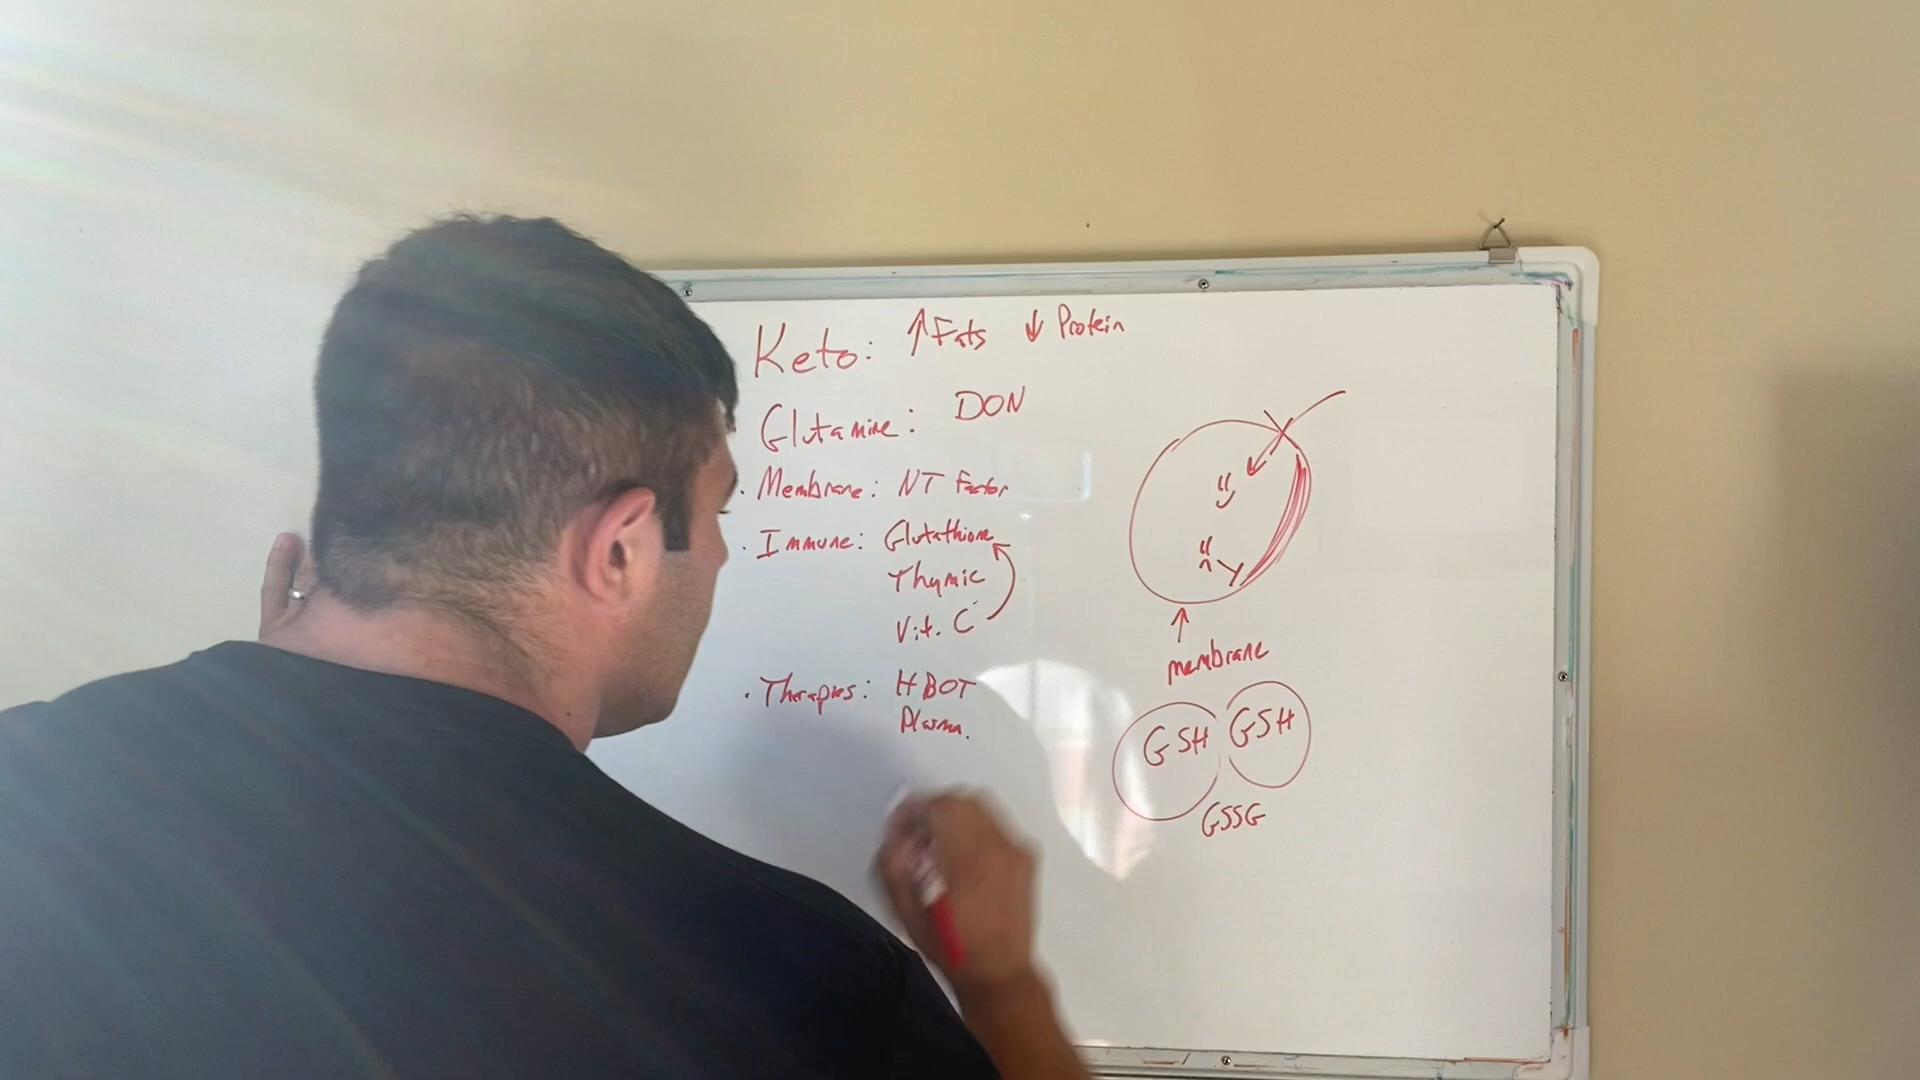 Keto: ↑Fats ↓ Protein
Glutamine: DON
· Membrane: NT Factor
· Immune: Glutathione
Thymic
Vit. C
· Therapies: HBOT
Plasma.
membrane
GSH GSH
GSSG